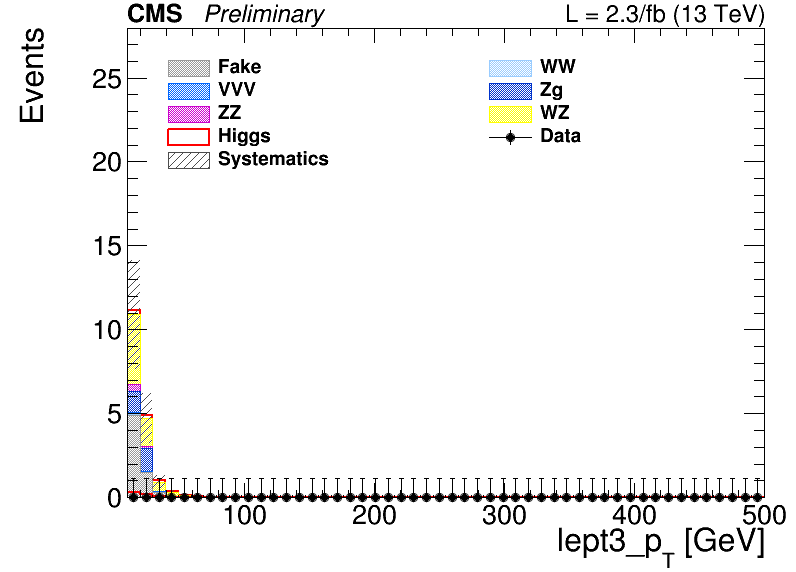 CMS Preliminary L = 2.3/fb (13 TeV)
Events
Fake WW
VVV Zg
ZZ WZ
Higgs Data
Systematics
25
20
15
10
5
0
100 200 300 400 500
lept3_p_T [GeV]